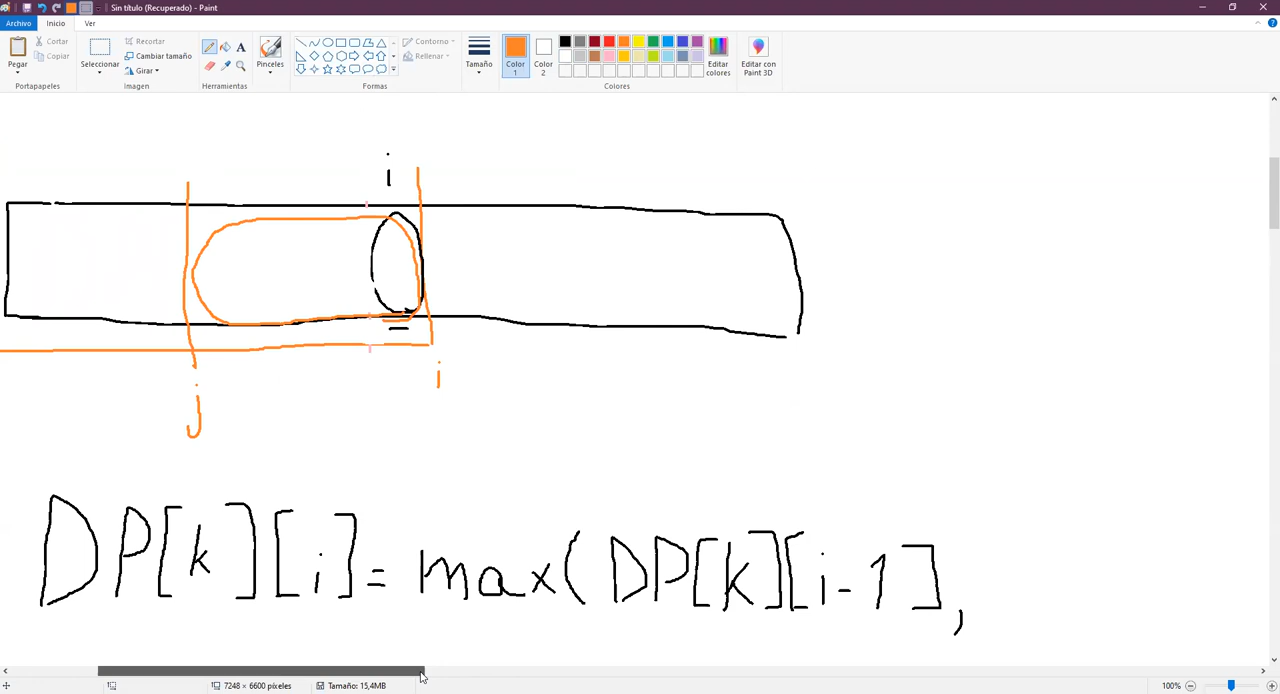 Sin título (Recuperado) - Paint
Archivo Inicio Ver
Pegar
Cortar
Copiar
Portapapeles
Seleccionar
Recortar
Cambiar tamaño
Girar
Imagen
A
Herramientas
Pinceles
Contorno
Rellenar
Formas
Tamaño
Color 1
Color 2
Editar colores
Editar con Paint 3D
Colores
i
i
j
DP[k][i]= max(DP[k][i-1],
7248 × 6600 píxeles
Tamaño: 15,4MB
100%